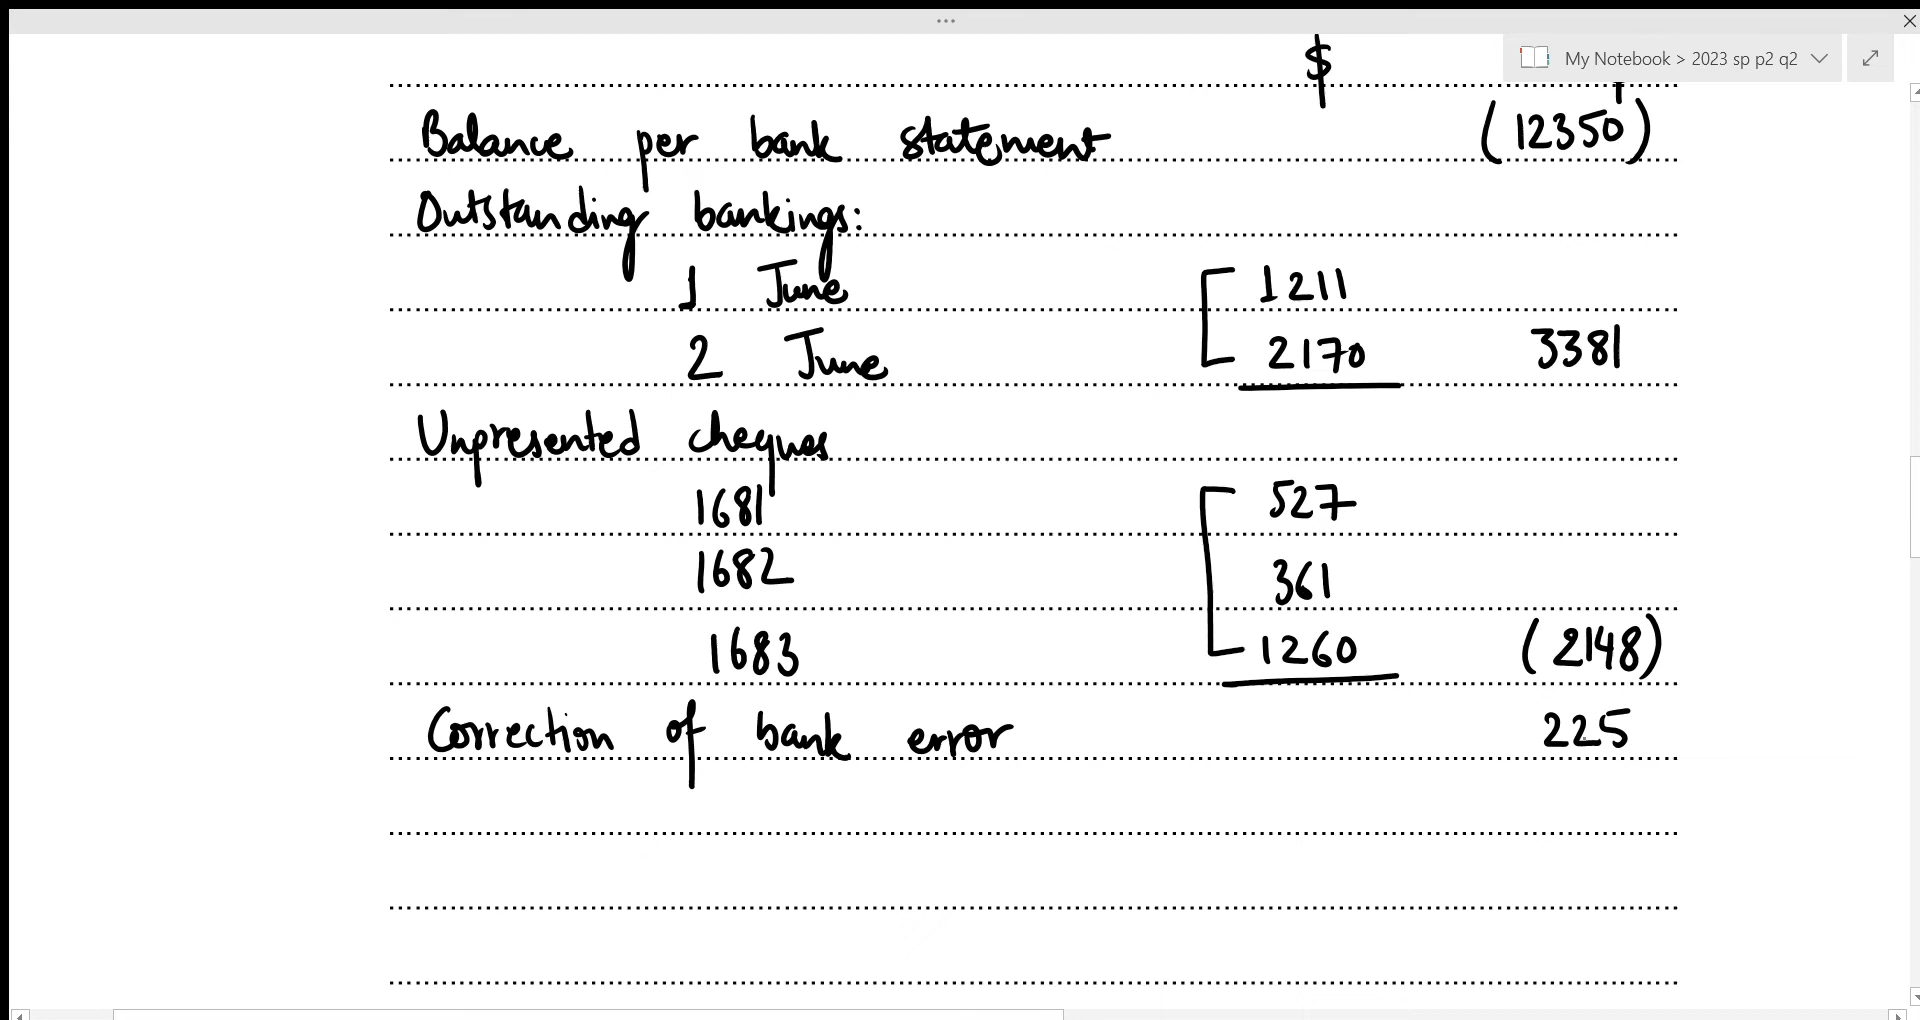 ...
My Notebook > 2023 sp p2 q2
$
Balance per bank statement (12350)
Outstanding bankings:
1 June 1211
2 June 2170 3381
Unpresented cheques
1681 527
1682 361
1683 1260 (2148)
Correction of bank error 225